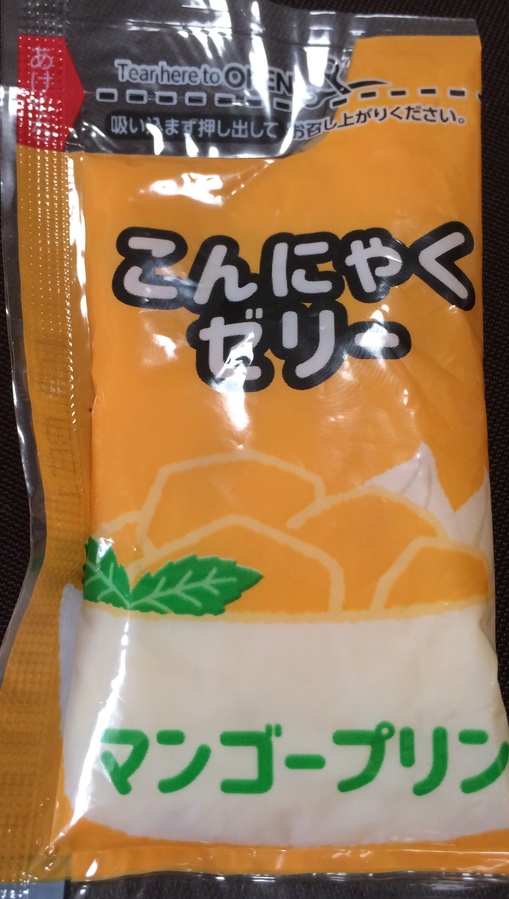 あけ
Tear here to OPEN
吸い込まず押し出してお召し上がりください。
こんにゃく
ゼリー
マンゴープリン